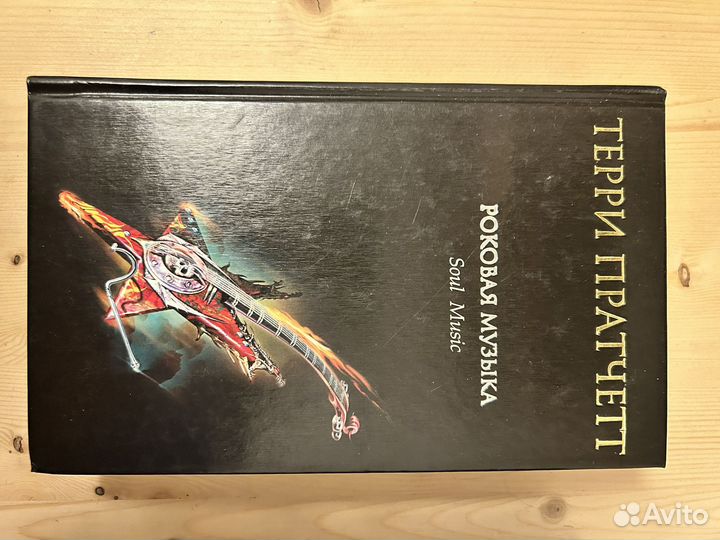 ТЕРРИ ПРАТЧЕТТ
РОКОВАЯ МУЗЫКА
Soul Music
Avito